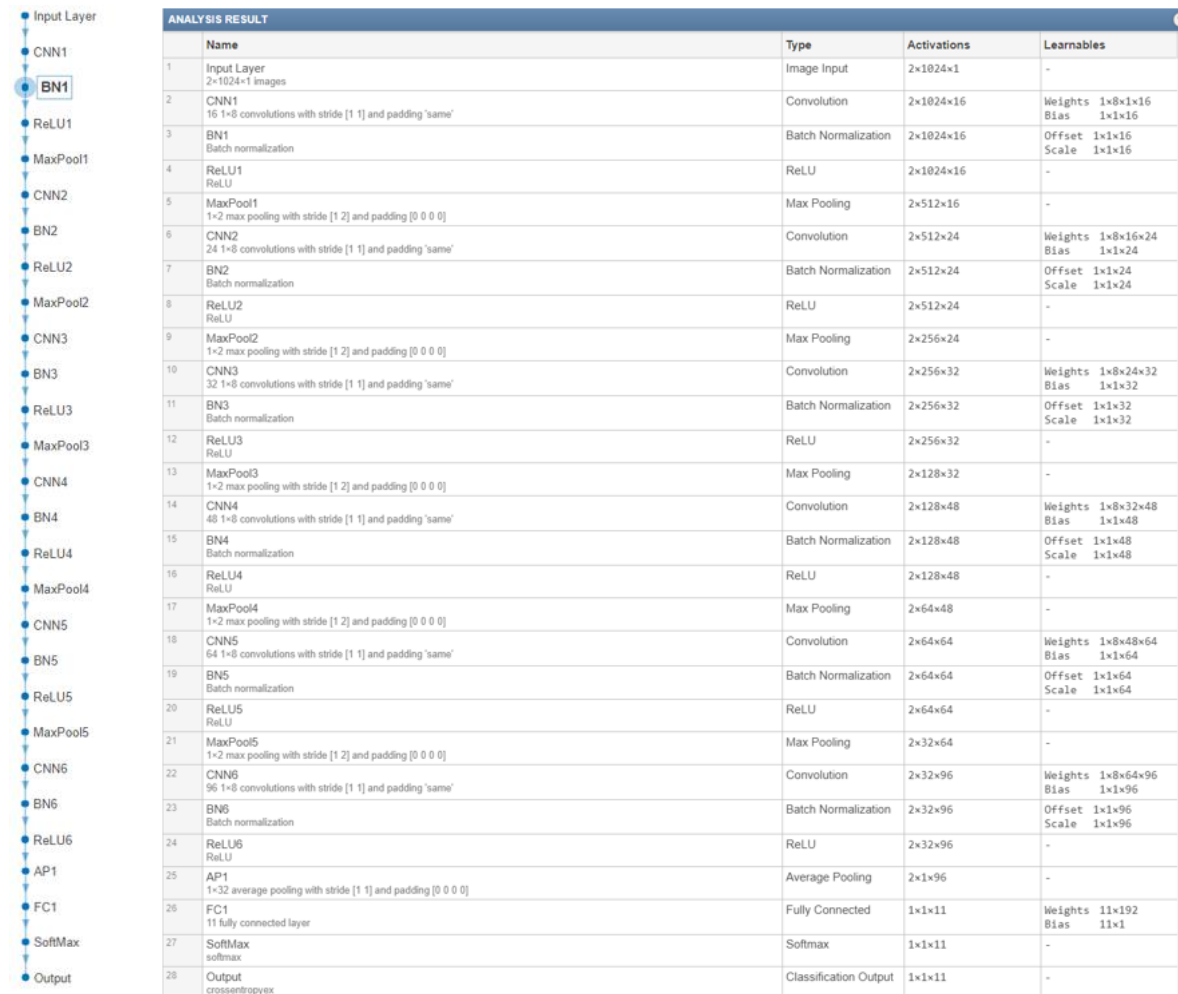 Input Layer
CNN1
BN1
ReLU1
MaxPool1
CNN2
BN2
ReLU2
MaxPool2
CNN3
BN3
ReLU3
MaxPool3
CNN4
BN4
ReLU4
MaxPool4
CNN5
BN5
ReLU5
MaxPool5
CNN6
BN6
ReLU6
AP1
FC1
SoftMax
Output
ANALYSIS RESULT
Name Type Activations Learnables
1 Input Layer Image Input 2×1024×1 -
2×1024×1 images
2 CNN1 Convolution 2×1024×16 Weights 1×8×1×16
16 1×8 convolutions with stride [1 1] and padding 'same' Bias 1×1×16
3 BN1 Batch Normalization 2×1024×16 Offset 1×1×16
Batch normalization Scale 1×1×16
4 ReLU1 ReLU 2×1024×16 -
ReLU
5 MaxPool1 Max Pooling 2×512×16 -
1×2 max pooling with stride [1 2] and padding [0 0 0 0]
6 CNN2 Convolution 2×512×24 Weights 1×8×16×24
24 1×8 convolutions with stride [1 1] and padding 'same' Bias 1×1×24
7 BN2 Batch Normalization 2×512×24 Offset 1×1×24
Batch normalization Scale 1×1×24
8 ReLU2 ReLU 2×512×24 -
ReLU
9 MaxPool2 Max Pooling 2×256×24 -
1×2 max pooling with stride [1 2] and padding [0 0 0 0]
10 CNN3 Convolution 2×256×32 Weights 1×8×24×32
32 1×8 convolutions with stride [1 1] and padding 'same' Bias 1×1×32
11 BN3 Batch Normalization 2×256×32 Offset 1×1×32
Batch normalization Scale 1×1×32
12 ReLU3 ReLU 2×256×32 -
ReLU
13 MaxPool3 Max Pooling 2×128×32 -
1×2 max pooling with stride [1 2] and padding [0 0 0 0]
14 CNN4 Convolution 2×128×48 Weights 1×8×32×48
48 1×8 convolutions with stride [1 1] and padding 'same' Bias 1×1×48
15 BN4 Batch Normalization 2×128×48 Offset 1×1×48
Batch normalization Scale 1×1×48
16 ReLU4 ReLU 2×128×48 -
ReLU
17 MaxPool4 Max Pooling 2×64×48 -
1×2 max pooling with stride [1 2] and padding [0 0 0 0]
18 CNN5 Convolution 2×64×64 Weights 1×8×48×64
64 1×8 convolutions with stride [1 1] and padding 'same' Bias 1×1×64
19 BN5 Batch Normalization 2×64×64 Offset 1×1×64
Batch normalization Scale 1×1×64
20 ReLU5 ReLU 2×64×64 -
ReLU
21 MaxPool5 Max Pooling 2×32×64 -
1×2 max pooling with stride [1 2] and padding [0 0 0 0]
22 CNN6 Convolution 2×32×96 Weights 1×8×64×96
96 1×8 convolutions with stride [1 1] and padding 'same' Bias 1×1×96
23 BN6 Batch Normalization 2×32×96 Offset 1×1×96
Batch normalization Scale 1×1×96
24 ReLU6 ReLU 2×32×96 -
ReLU
25 AP1 Average Pooling 2×1×96 -
1×32 average pooling with stride [1 1] and padding [0 0 0 0]
26 FC1 Fully Connected 1×1×11 Weights 11×192
11 fully connected layer Bias 11×1
27 SoftMax Softmax 1×1×11 -
softmax
28 Output Classification Output 1×1×11 -
crossentropyex